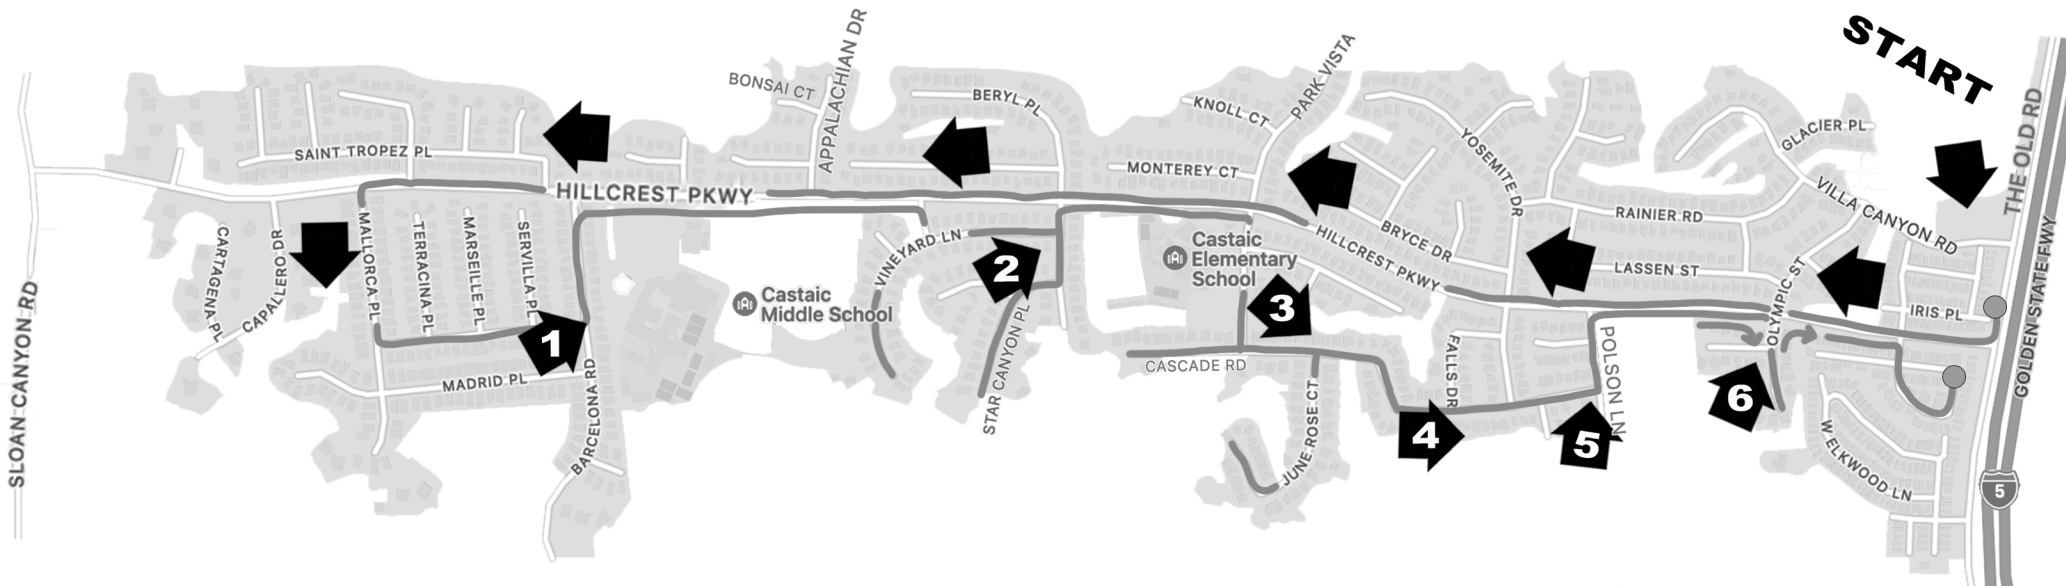 START
THE OLD RD
GOLDEN STATE FWY
5
SLOAN CANYON RD
SAINT TROPEZ PL
HILLCREST PKWY
BONSAI CT
APPALACHIAN DR
BERYL PL
KNOLL CT
PARK VISTA
MONTEREY CT
YOSEMITE DR
GLACIER PL
VILLA CANYON RD
RAINIER RD
BRYCE DR
HILLCREST PKWY
LASSEN ST
OLYMPIC ST
IRIS PL
CARTAGENA PL
CAPALLERO DR
MALLORCA PL
TERRACINA PL
MARSEILLE PL
SERVILLA PL
1
MADRID PL
BARCELONA RD
Castaic
Middle School
VINEYARD LN
2
STAR CANYON PL
Castaic
Elementary
School
3
CASCADE RD
JUNE ROSE CT
FALLS DR
4
POLSON LN
5
6
W ELKWOOD LN